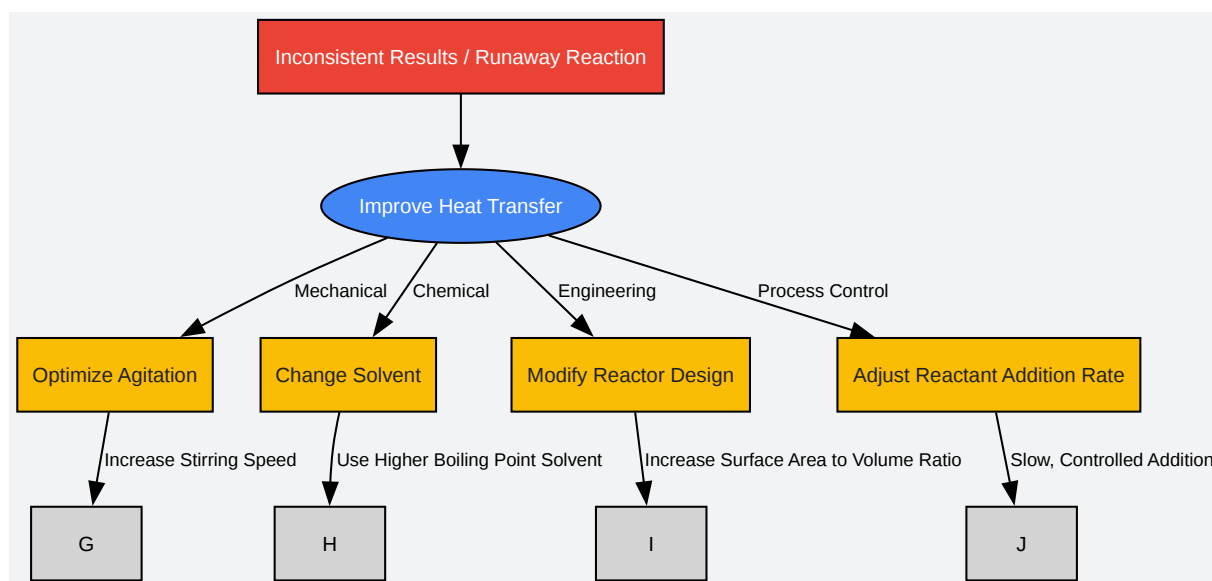 Inconsistent Results / Runaway Reaction
Improve Heat Transfer
Mechanical
Chemical
Engineering
Process Control
Optimize Agitation
Change Solvent
Modify Reactor Design
Adjust Reactant Addition Rate
Increase Stirring Speed
Use Higher Boiling Point Solvent
Increase Surface Area to Volume Ratio
Slow, Controlled Addition
G
H
I
J